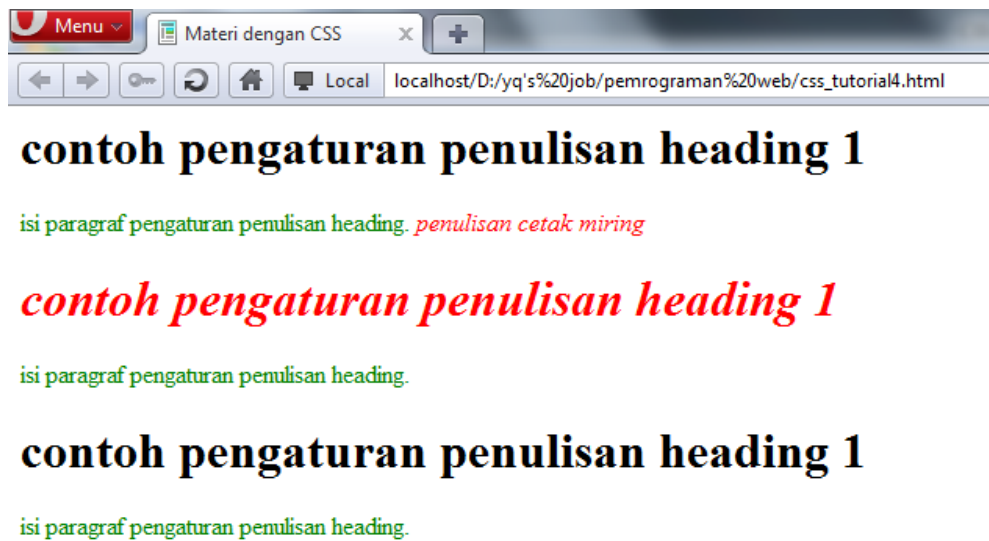 Menu
Materi dengan CSS
Local localhost/D:/yq's%20job/pemrograman%20web/css_tutorial4.html
contoh pengaturan penulisan heading 1
isi paragraf pengaturan penulisan heading. penulisan cetak miring
contoh pengaturan penulisan heading 1
isi paragraf pengaturan penulisan heading.
contoh pengaturan penulisan heading 1
isi paragraf pengaturan penulisan heading.